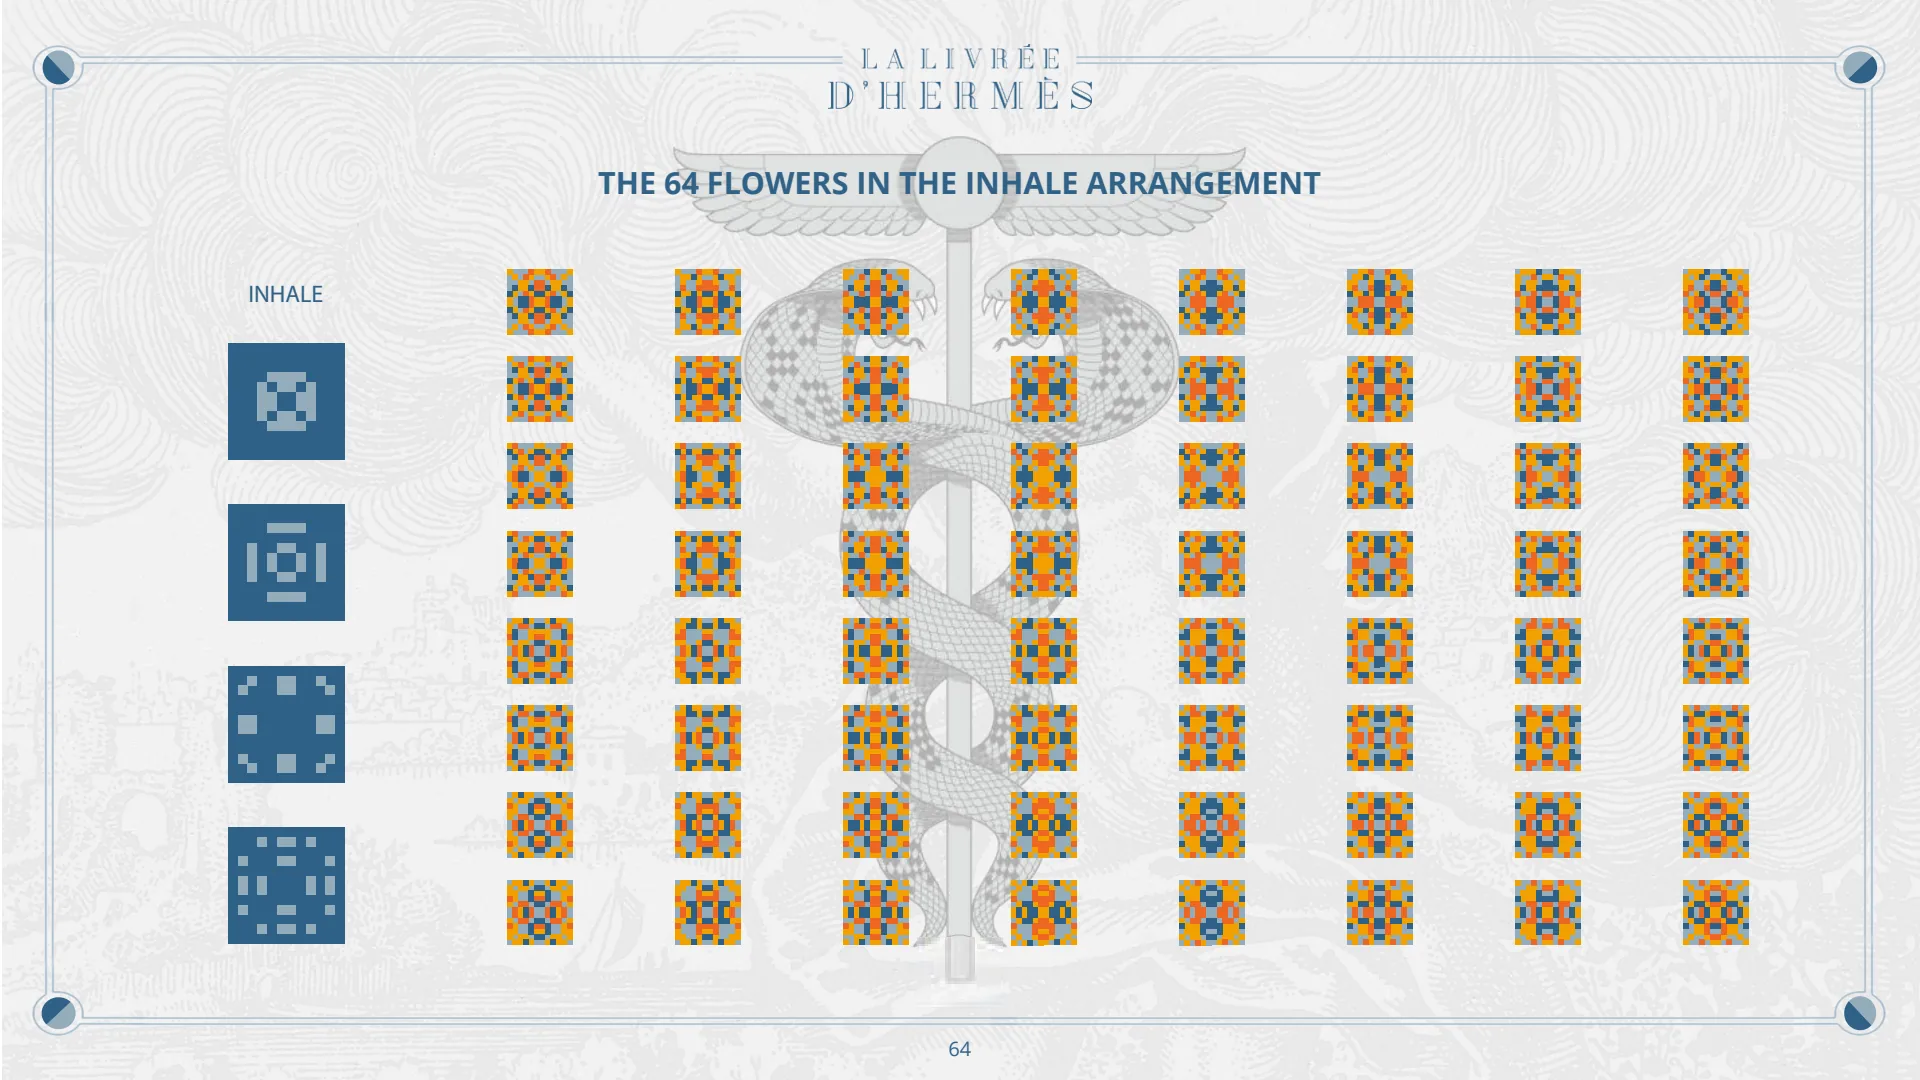 LA LIVRÉE
D'HERMÈS
THE 64 FLOWERS IN THE INHALE ARRANGEMENT
INHALE
64